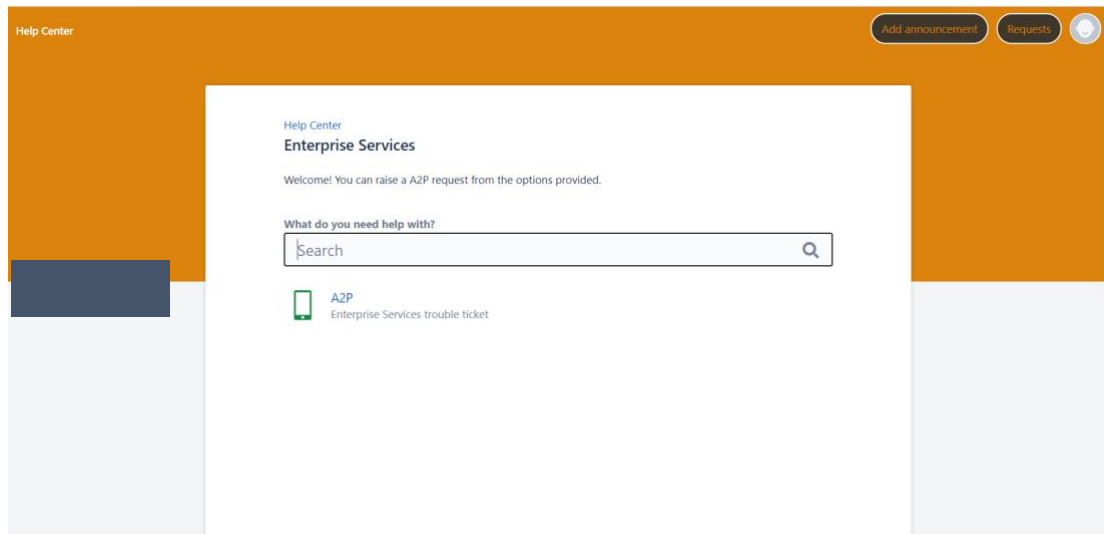 Help Center
Add announcement
Requests
Help Center
Enterprise Services
Welcome! You can raise a A2P request from the options provided.
What do you need help with?
Search
A2P
Enterprise Services trouble ticket